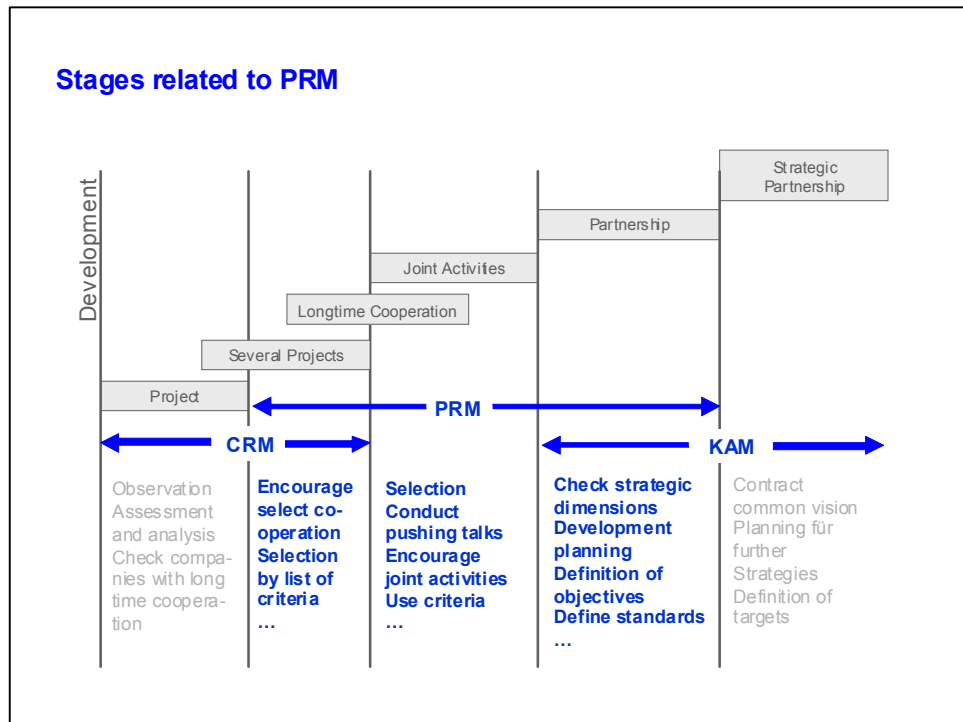 Stages related to PRM
Development
Strategic
Partnership
Partnership
Joint Activities
Longtime Cooperation
Several Projects
Project
PRM
CRM
KAM
Observation
Assessment
and analysis
Check compa-
nies with long
time coopera-
tion
Encourage
select co-
operation
Selection
by list of
criteria
…
Selection
Conduct
pushing talks
Encourage
joint activities
Use criteria
…
Check strategic
dimensions
Development
planning
Definition of
objectives
Define standards
…
Contract
common vision
Planning für
further
Strategies
Definition of
targets